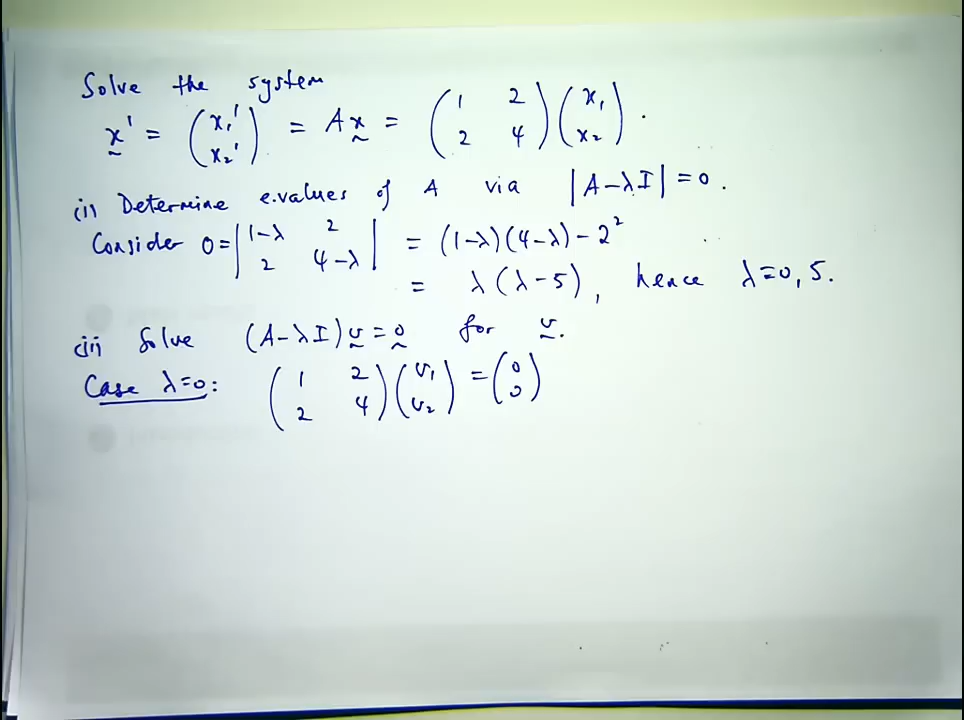 Solve the system
x' = (x₁' x₂') = A x = (1 2 2 4)(x₁ x₂).
(i) Determine e.values of A via |A-λI| = 0.
Consider 0 = |1-λ 2 2 4-λ| = (1-λ)(4-λ) - 2²
= λ(λ-5), hence λ=0, 5.
(ii) Solve (A-λI)v = 0 for v.
Case λ=0: (1 2 2 4)(v₁ v₂) = (0 0)